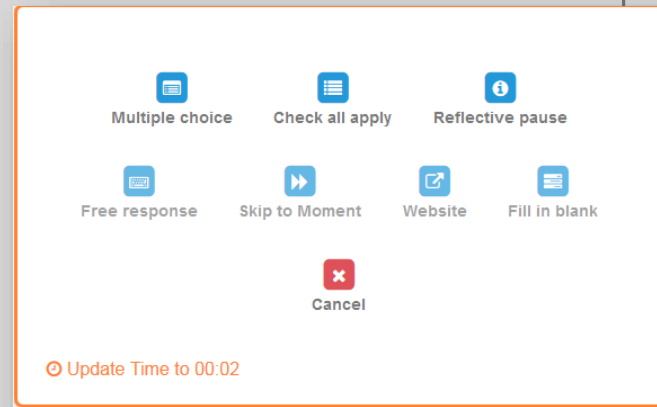 Multiple choice Check all apply Reflective pause
Free response Skip to Moment Website Fill in blank
Cancel
Update Time to 00:02